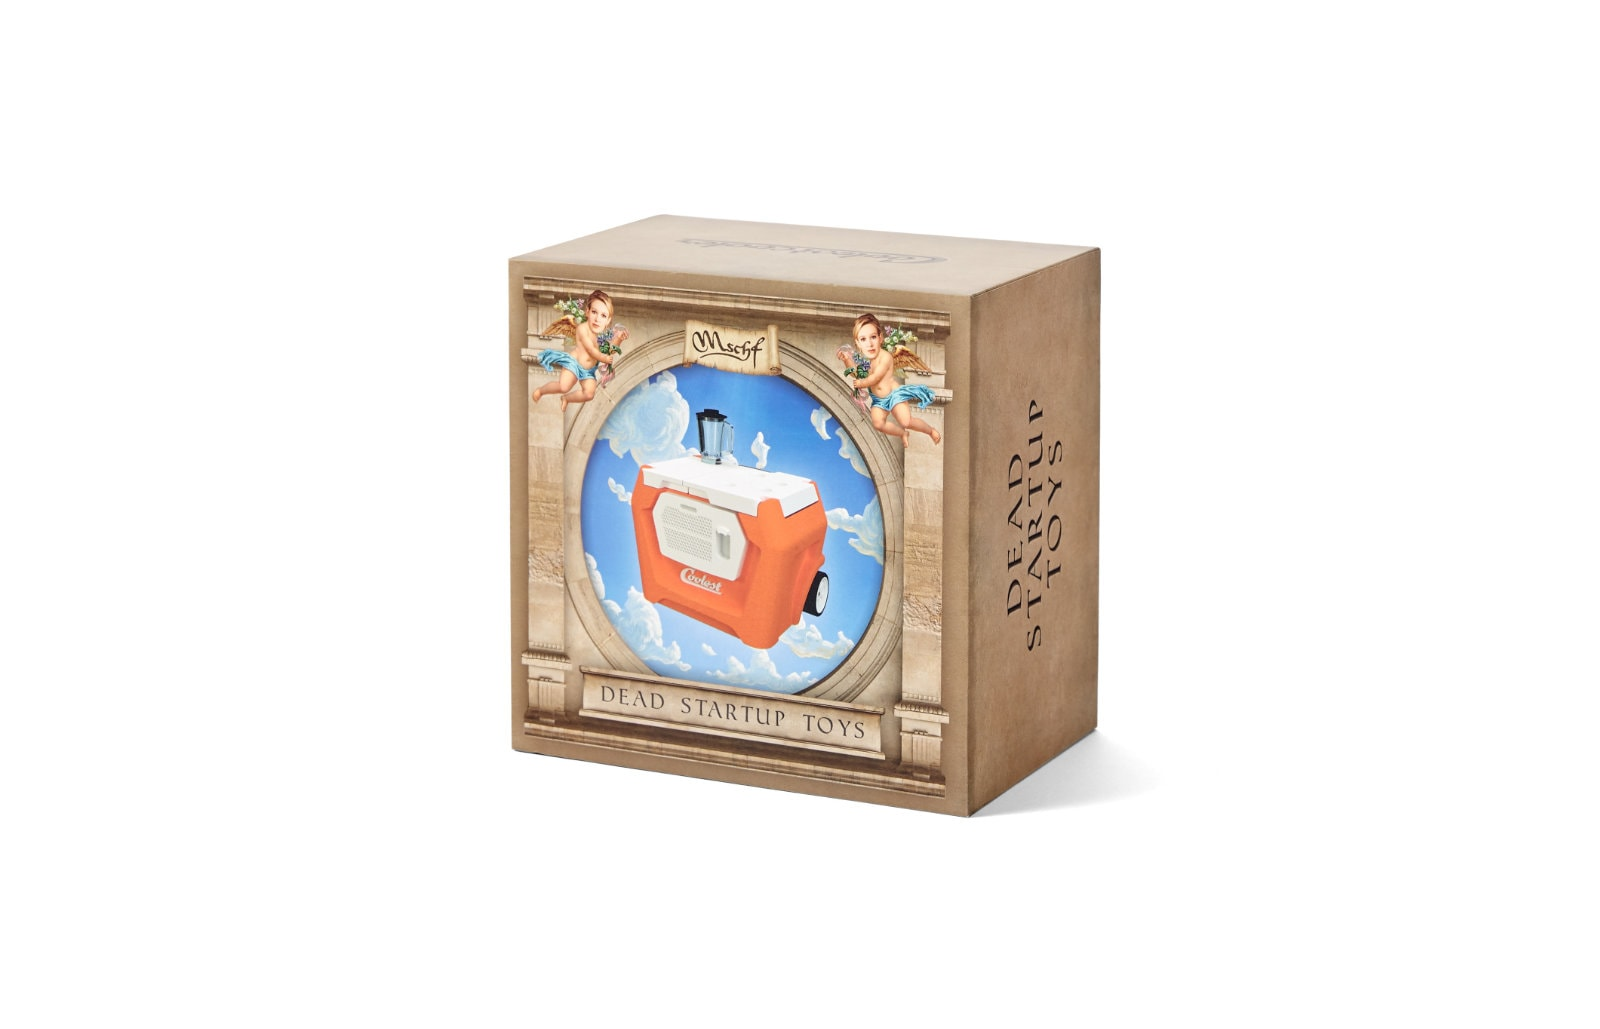 Mschf
Coolest
DEAD STARTUP TOYS
DEAD
STARTUP
TOYS